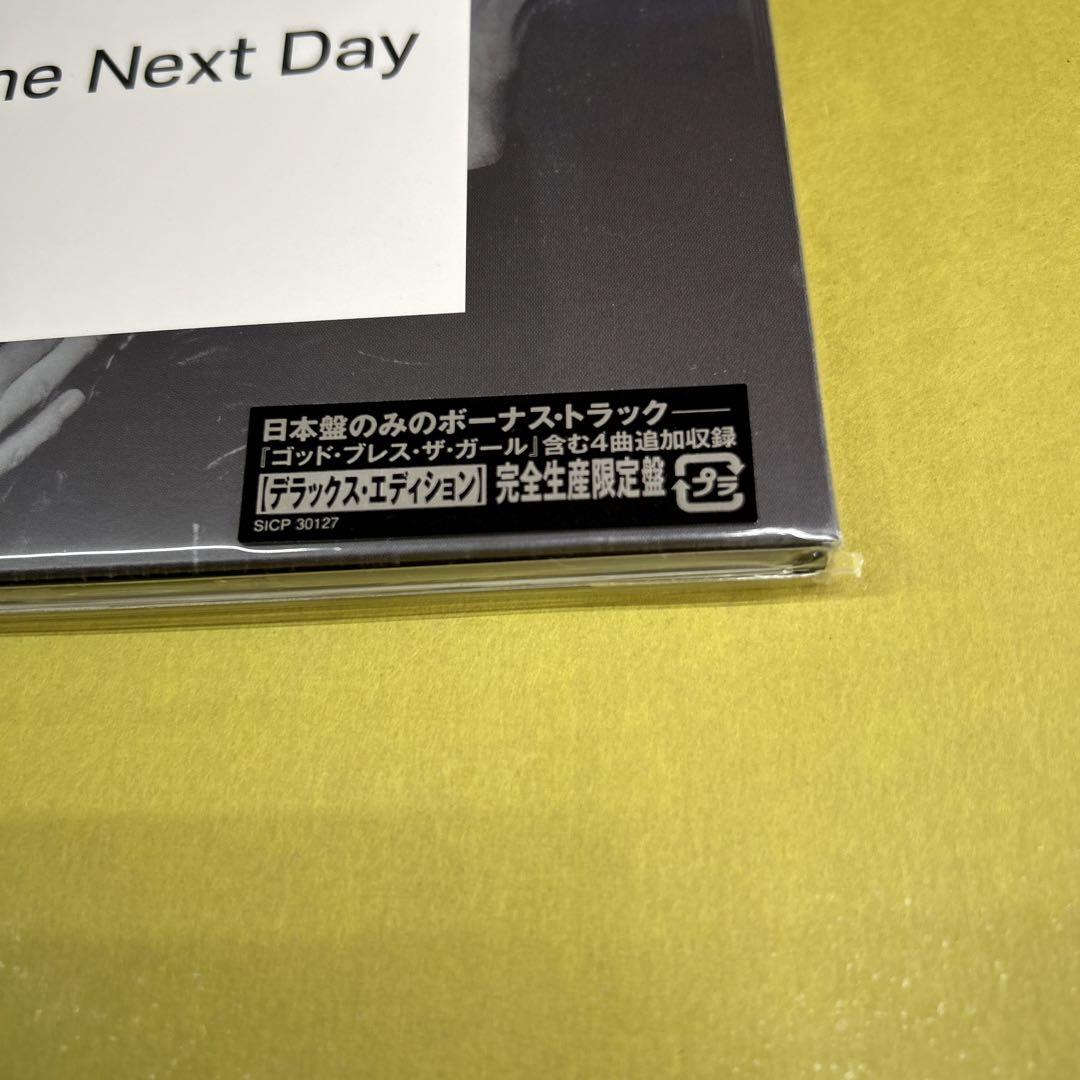 he Next Day
日本盤のみのボーナス・トラック――
『ゴッド・ブレス・ザ・ガール』含む4曲追加収録
【デラックス・エディション】 完全生産限定盤 プラ
SICP 30127